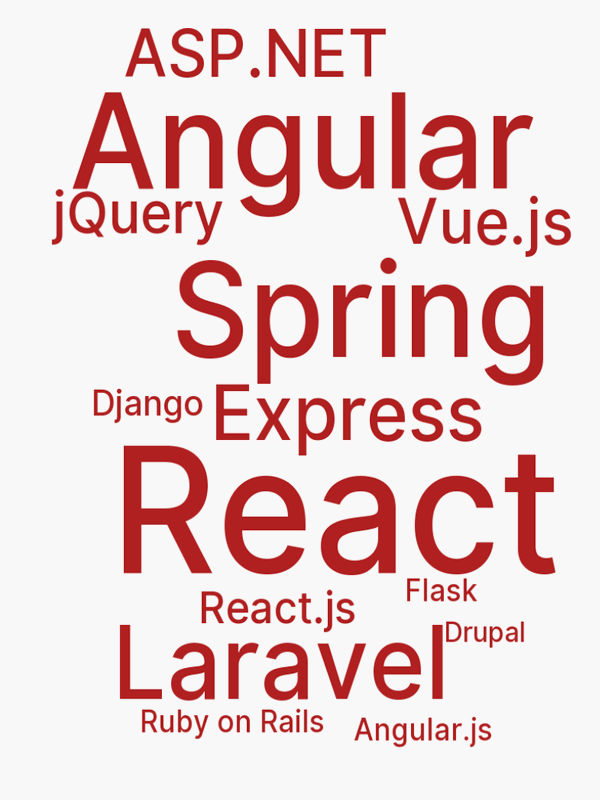 ASP.NET
Angular
jQuery
Vue.js
Spring
Django
Express
React
Flask
React.js
Drupal
Laravel
Ruby on Rails
Angular.js